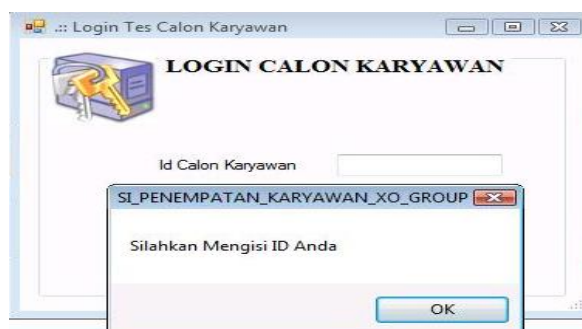 .:: Login Tes Calon Karyawan
LOGIN CALON KARYAWAN
Id Calon Karyawan
SI_PENEMPATAN_KARYAWAN_XO_GROUP
Silahkan Mengisi ID Anda
OK